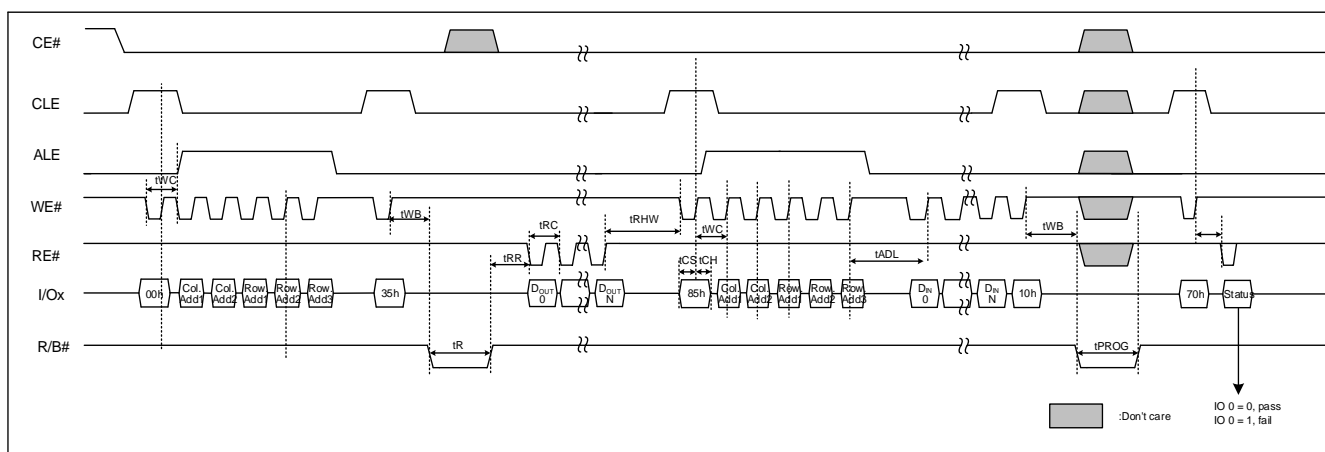 CE#
CLE
ALE
tWC
WE#
tWB
tRC
tRHW
tWC
tWB
RE#
tRR
tCS
tCH
tADL
I/Ox
00h
Col. Add1
Col. Add2
Row. Add1
Row. Add2
Row. Add3
35h
DOUT 0
DOUT N
85h
Col. Add1
Col. Add2
Row. Add1
Row. Add2
Row. Add3
DIN 0
DIN N
10h
70h
Status
R/B#
tR
tPROG
:Don't care
IO 0 = 0, pass
IO 0 = 1, fail